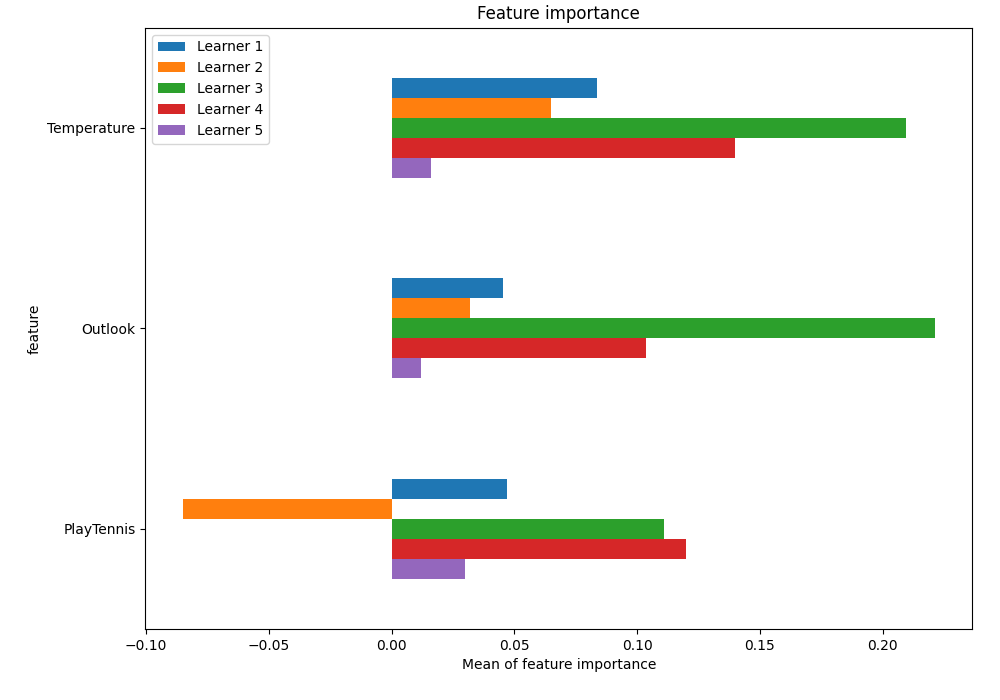 Feature importance
Learner 1
Learner 2
Learner 3
Learner 4
Learner 5
Temperature
Outlook
PlayTennis
feature
−0.10
−0.05
0.00
0.05
0.10
0.15
0.20
Mean of feature importance